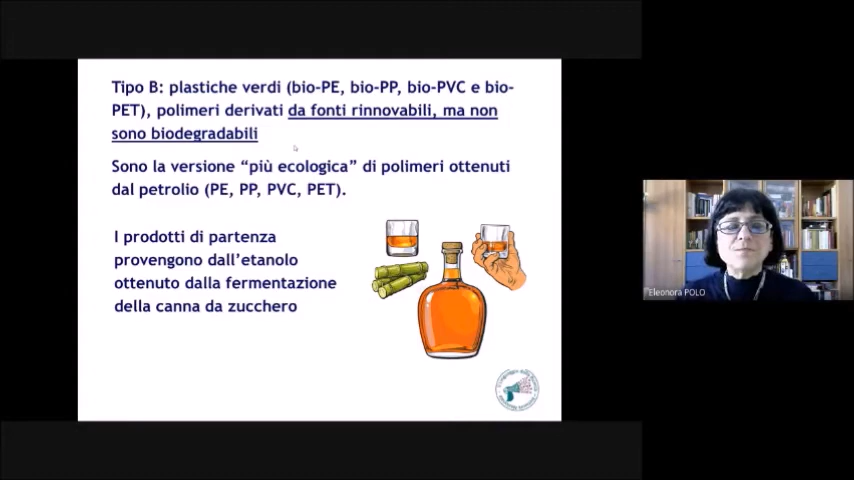 Tipo B: plastiche verdi (bio-PE, bio-PP, bio-PVC e bio-
PET), polimeri derivati da fonti rinnovabili, ma non
sono biodegradabili
Sono la versione “più ecologica” di polimeri ottenuti
dal petrolio (PE, PP, PVC, PET).
I prodotti di partenza
provengono dall’etanolo
ottenuto dalla fermentazione
della canna da zucchero
Eleonora POLO